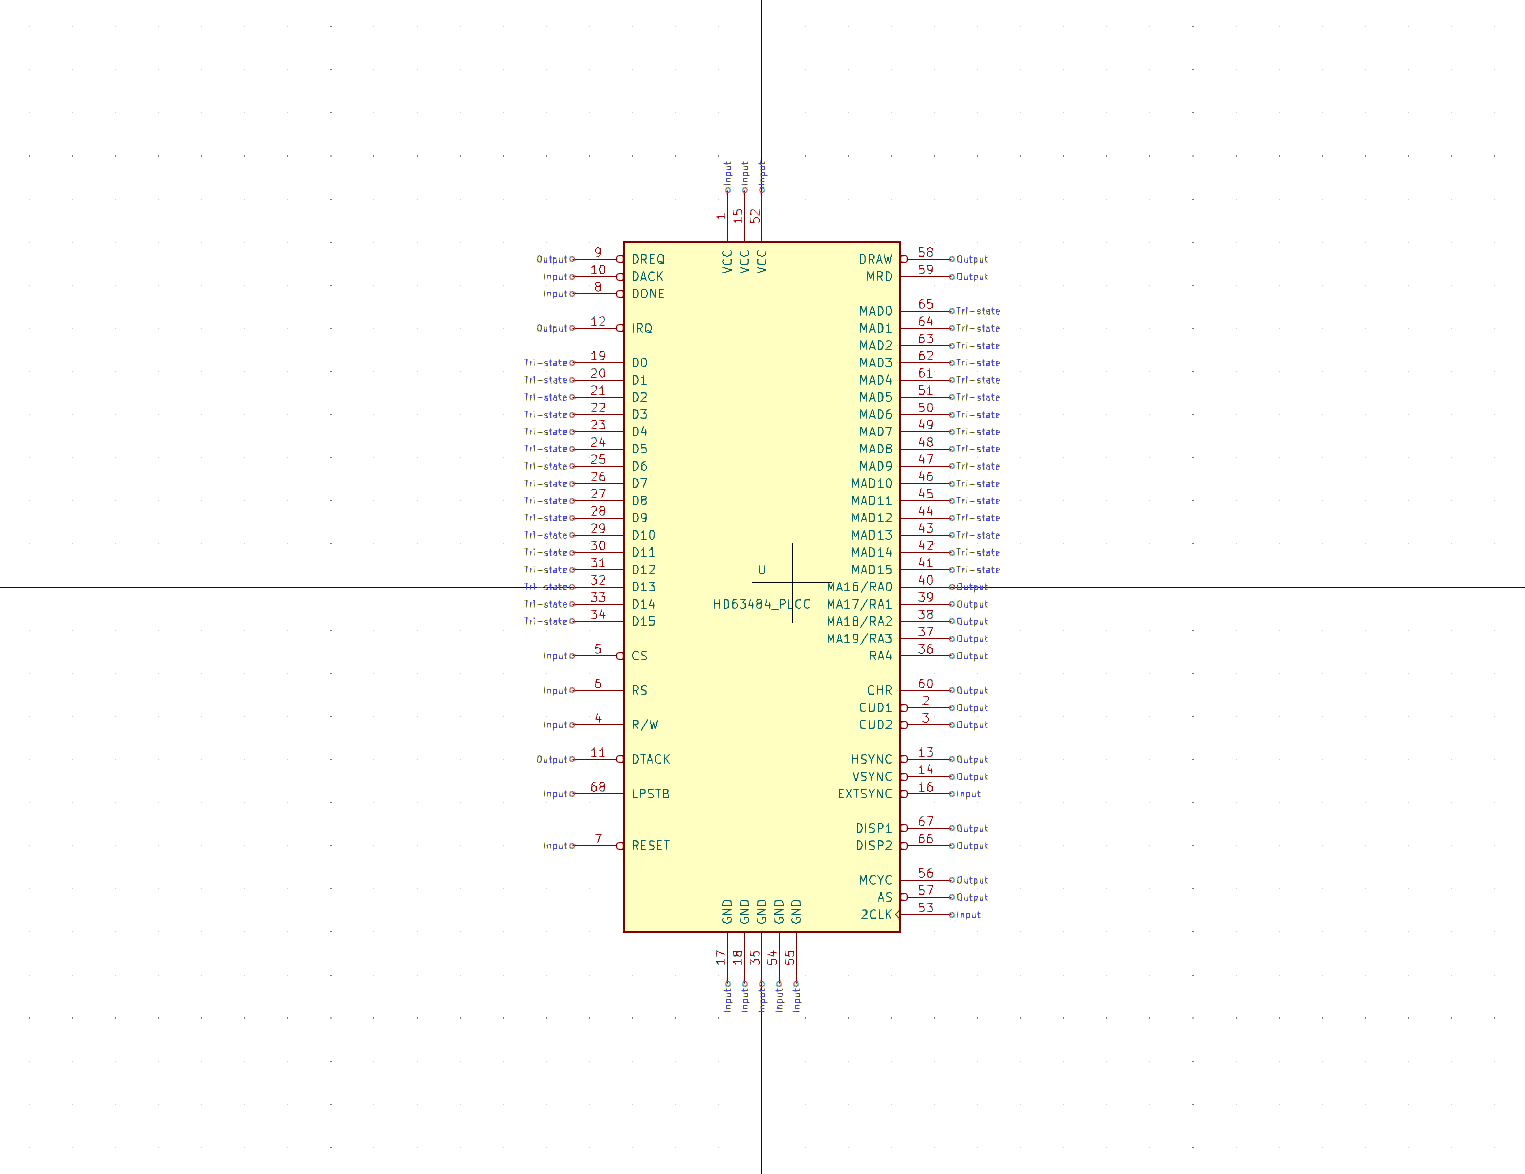 Input Input Input
1 15 52
VCC VCC VCC
Output 9 DREQ DRAW 58 Output
Input 10 DACK MRD 59 Output
Input 8 DONE
MAD0 65 Tri-state
Output 12 IRQ MAD1 64 Tri-state
MAD2 63 Tri-state
Tri-state 19 D0 MAD3 62 Tri-state
Tri-state 20 D1 MAD4 61 Tri-state
Tri-state 21 D2 MAD5 51 Tri-state
Tri-state 22 D3 MAD6 50 Tri-state
Tri-state 23 D4 MAD7 49 Tri-state
Tri-state 24 D5 MAD8 48 Tri-state
Tri-state 25 D6 MAD9 47 Tri-state
Tri-state 26 D7 MAD10 46 Tri-state
Tri-state 27 D8 MAD11 45 Tri-state
Tri-state 28 D9 MAD12 44 Tri-state
Tri-state 29 D10 MAD13 43 Tri-state
Tri-state 30 D11 MAD14 42 Tri-state
Tri-state 31 D12 U MAD15 41 Tri-state
Tri-state 32 D13 MA16/RA0 40 Output
Tri-state 33 D14 HD63484_PLCC MA17/RA1 39 Output
Tri-state 34 D15 MA18/RA2 38 Output
MA19/RA3 37 Output
Input 5 CS RA4 36 Output
Input 6 RS CHR 60 Output
CUD1 2 Output
Input 4 R/W CUD2 3 Output
Output 11 DTACK HSYNC 13 Output
VSYNC 14 Output
Input 68 LPSTB EXTSYNC 16 Input
DISP1 67 Output
Input 7 RESET DISP2 66 Output
MCYC 56 Output
AS 57 Output
2CLK 53 Input
GND GND GND GND GND
17 18 35 54 55
Input Input Input Input Input